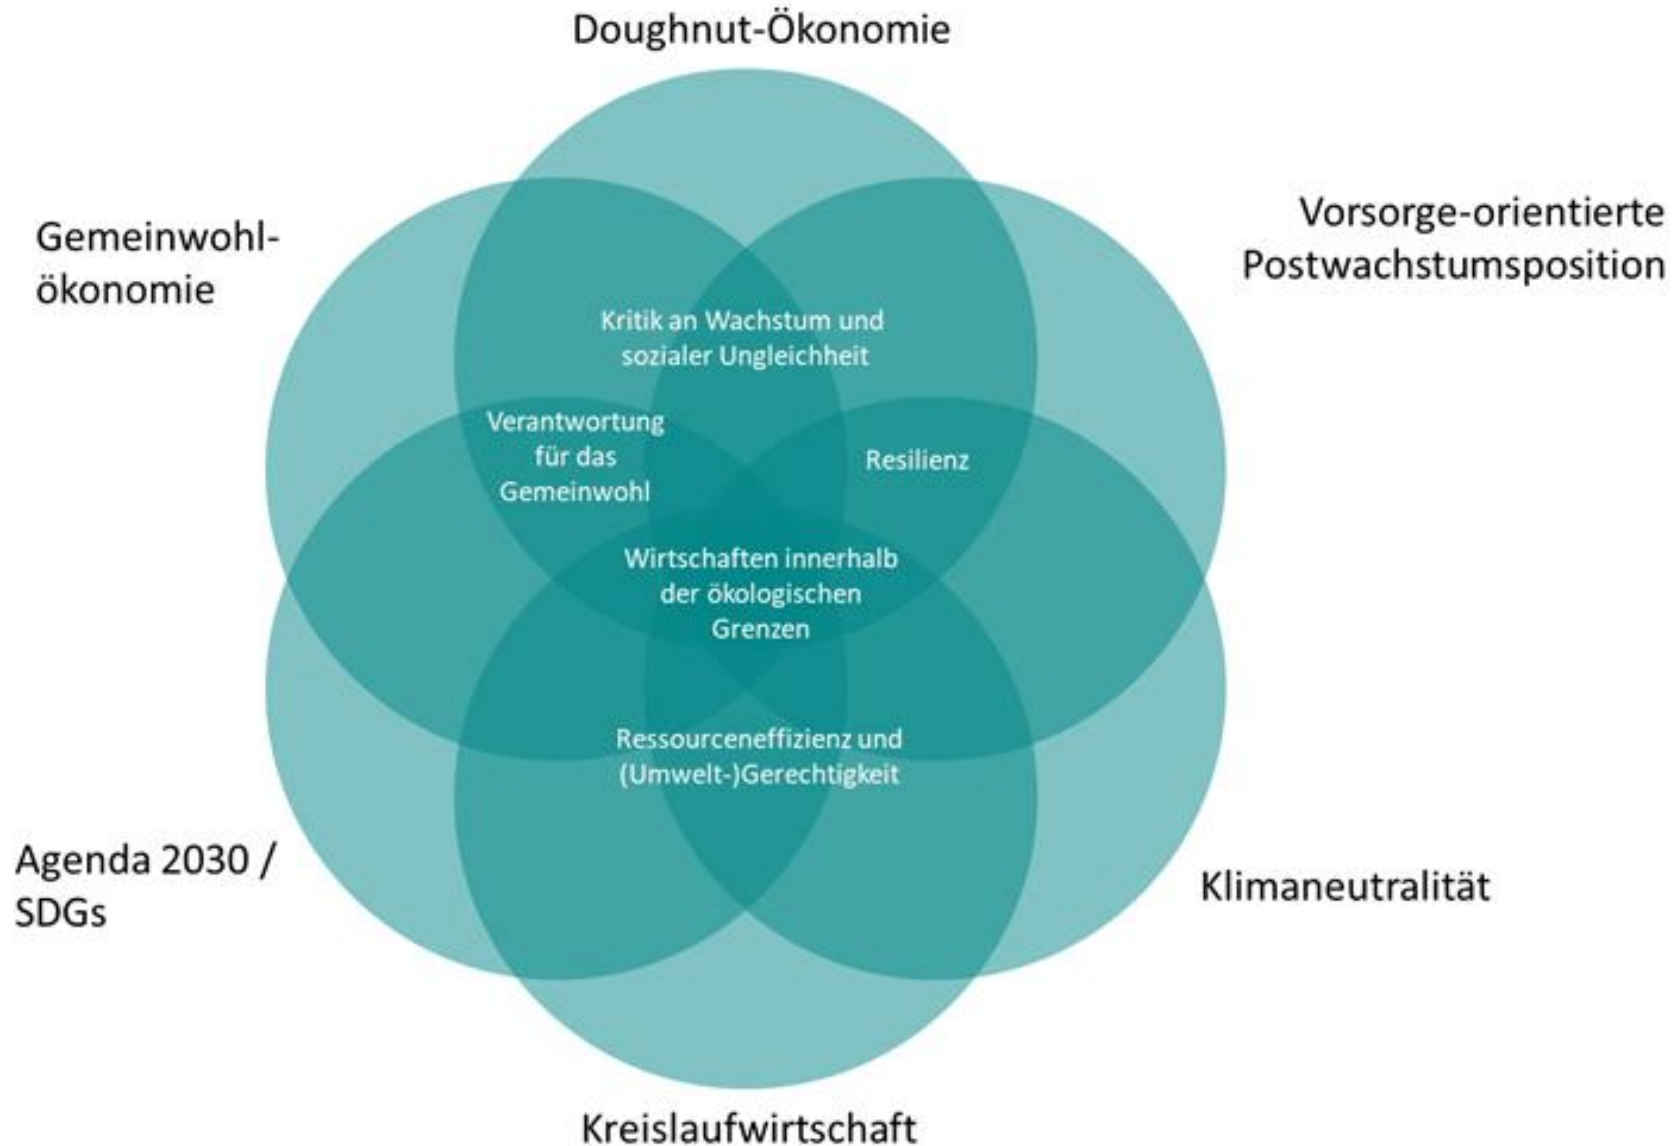 Doughnut-Ökonomie
Gemeinwohl-
ökonomie
Vorsorge-orientierte
Postwachstumsposition
Kritik an Wachstum und
sozialer Ungleichheit
Verantwortung
für das
Gemeinwohl
Resilienz
Wirtschaften innerhalb
der ökologischen
Grenzen
Ressourceneffizienz und
(Umwelt-)Gerechtigkeit
Agenda 2030 /
SDGs
Klimaneutralität
Kreislaufwirtschaft